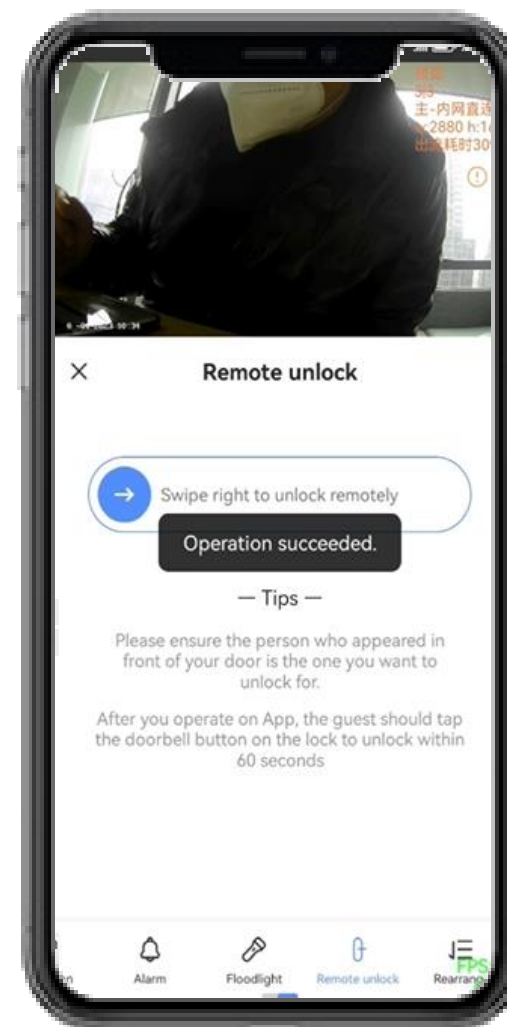 主-内网直连
Remote unlock
Swipe right to unlock remotely
Operation succeeded.
— Tips —
Please ensure the person who appeared in
front of your door is the one you want to
unlock for.
After you operate on App, the guest should tap
the doorbell button on the lock to unlock within
60 seconds
Alarm
Floodlight
Remote unlock
Rearrang
FPS